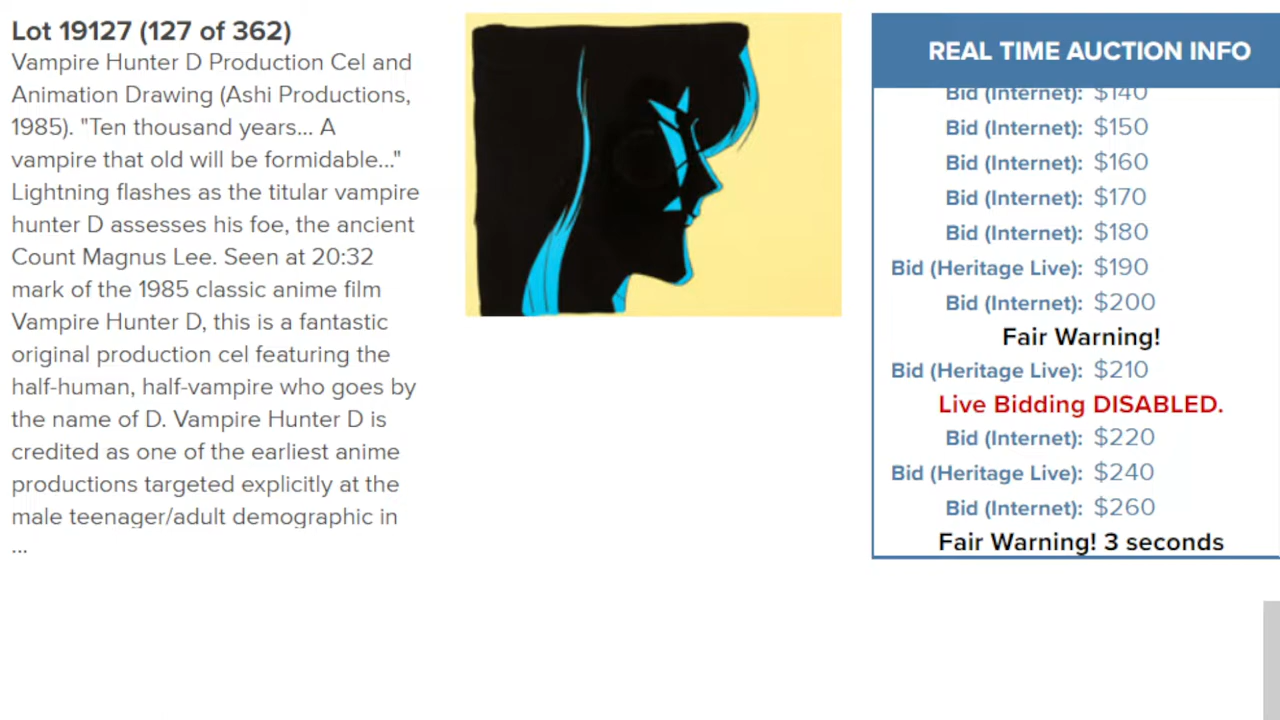 Lot 19127 (127 of 362)
Vampire Hunter D Production Cel and
Animation Drawing (Ashi Productions,
1985). "Ten thousand years... A
vampire that old will be formidable..."
Lightning flashes as the titular vampire
hunter D assesses his foe, the ancient
Count Magnus Lee. Seen at 20:32
mark of the 1985 classic anime film
Vampire Hunter D, this is a fantastic
original production cel featuring the
half-human, half-vampire who goes by
the name of D. Vampire Hunter D is
credited as one of the earliest anime
productions targeted explicitly at the
male teenager/adult demographic in
...
REAL TIME AUCTION INFO
Bid (Internet): $140
Bid (Internet): $150
Bid (Internet): $160
Bid (Internet): $170
Bid (Internet): $180
Bid (Heritage Live): $190
Bid (Internet): $200
Fair Warning!
Bid (Heritage Live): $210
Live Bidding DISABLED.
Bid (Internet): $220
Bid (Heritage Live): $240
Bid (Internet): $260
Fair Warning! 3 seconds